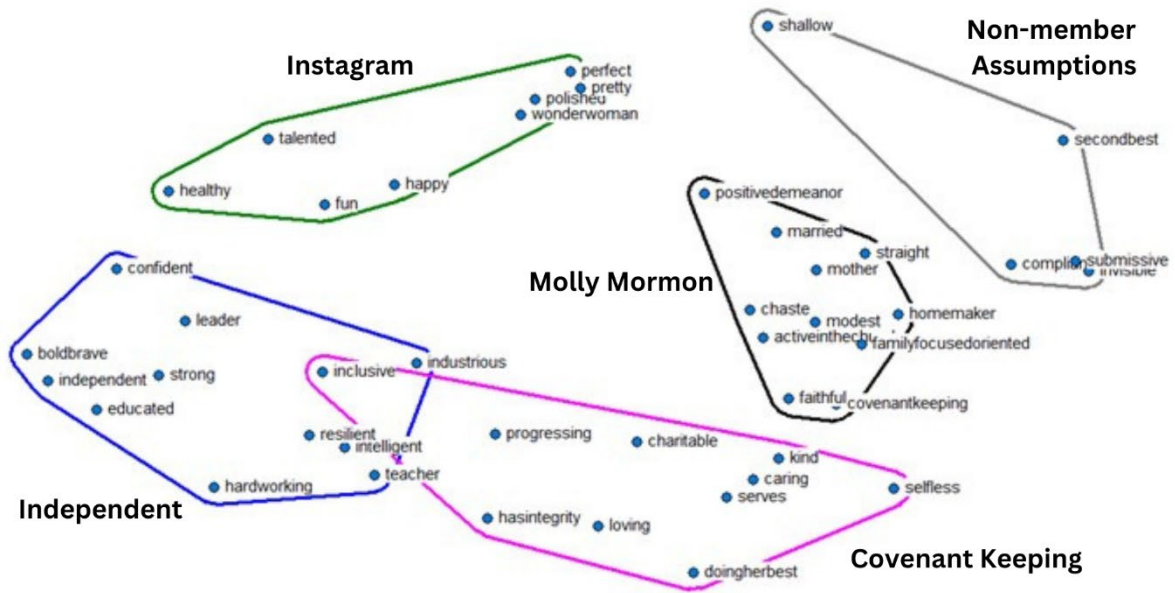 Instagram
perfect
pretty
polished
wonderwoman
talented
healthy
happy
fun
Non-member
Assumptions
shallow
secondbest
submissive
invisible
Molly Mormon
positivedemeanor
married
straight
mother
chaste
homemaker
modest
familyfocusedoriented
faithful
covenantkeeping
Independent
confident
leader
boldbrave
industrious
independent
strong
educated
resilient
intelligent
hardworking
teacher
Covenant Keeping
inclusive
progressing
charitable
kind
caring
serves
selfless
hasintegrity
loving
doingherbest